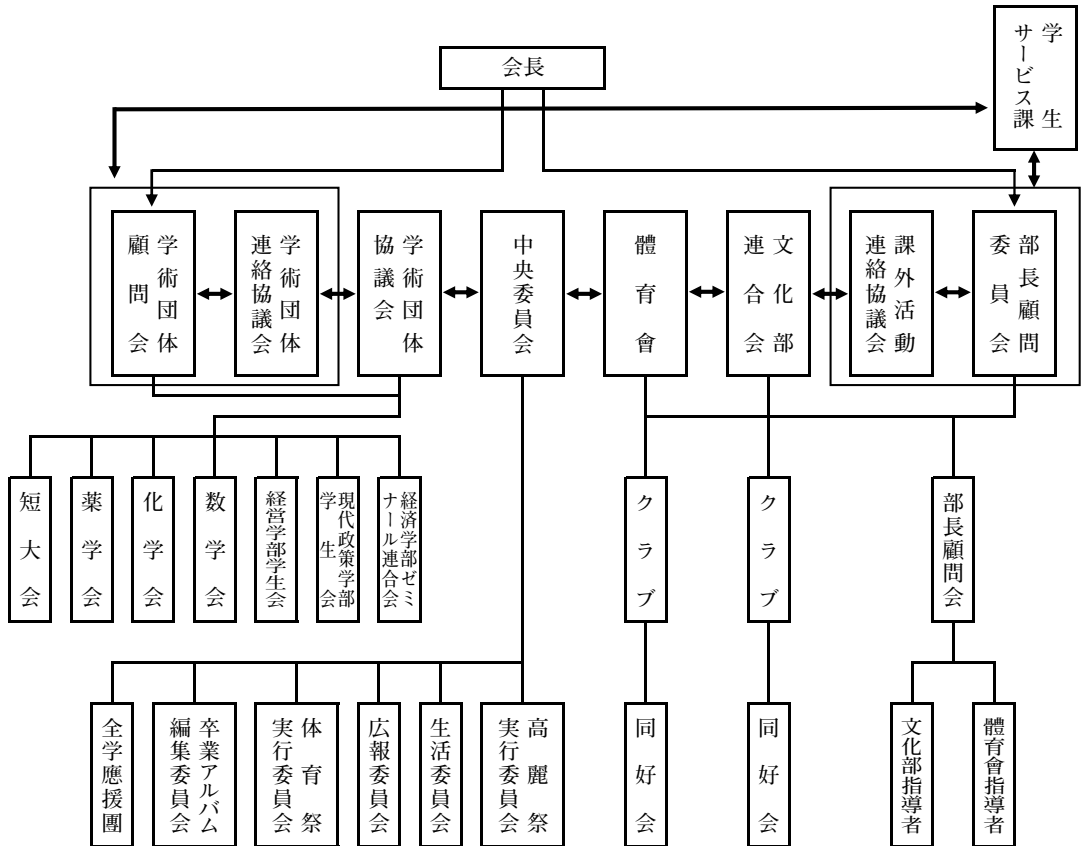 会長
学生
サービス課
学術団体
顧問会
学術団体
連絡協議会
学術団体
協議会
中央委員会
體育會
文化部
連合会
課外活動
連絡協議会
部長顧問
委員会
短大会
薬学会
化学会
数学会
経営学部学生会
現代政策学部
学生会
経済学部ゼミ
ナール連合会
クラブ
クラブ
部長顧問会
全学應援團
卒業アルバム
編集委員会
体育祭
実行委員会
広報委員会
生活委員会
高麗祭
実行委員会
同好会
同好会
文化部指導者
體育會指導者